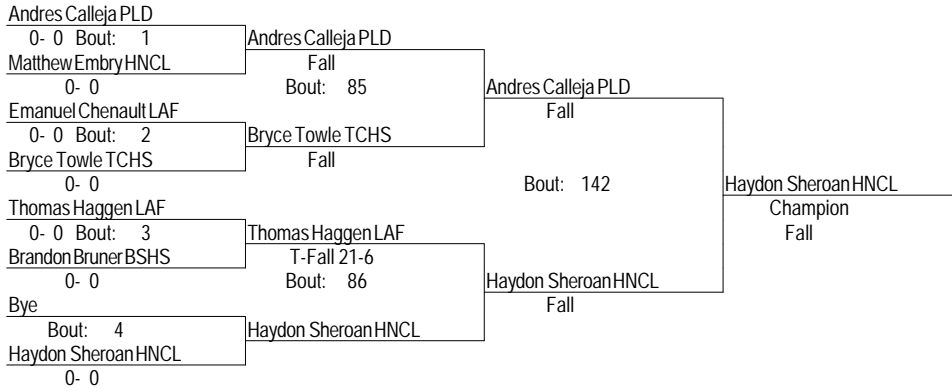 Andres Calleja PLD
0- 0 Bout: 1
Andres Calleja PLD
Matthew Embry HNCL
Fall
0- 0
Bout: 85
Andres Calleja PLD
Emanuel Chenault LAF
Fall
0- 0 Bout: 2
Bryce Towle TCHS
Bryce Towle TCHS
Fall
0- 0
Bout: 142
Haydon Sheroan HNCL
Thomas Haggen LAF
Champion
0- 0 Bout: 3
Thomas Haggen LAF
Fall
Brandon Bruner BSHS
T-Fall 21-6
0- 0
Bout: 86
Haydon Sheroan HNCL
Bye
Fall
Bout: 4
Haydon Sheroan HNCL
Haydon Sheroan HNCL
0- 0